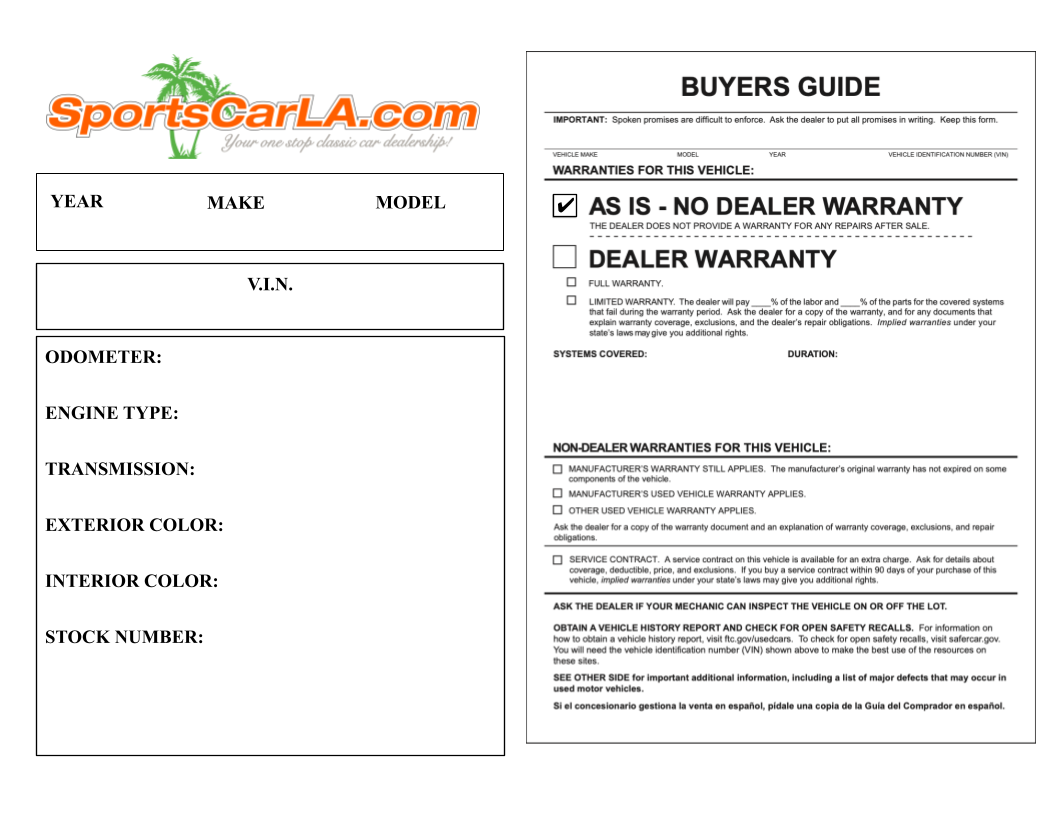 SportsCarLA.com
Your one stop classic car dealership!
YEAR MAKE MODEL
V.I.N.
ODOMETER:
ENGINE TYPE:
TRANSMISSION:
EXTERIOR COLOR:
INTERIOR COLOR:
STOCK NUMBER:
BUYERS GUIDE
IMPORTANT: Spoken promises are difficult to enforce. Ask the dealer to put all promises in writing. Keep this form.
VEHICLE MAKE MODEL YEAR VEHICLE IDENTIFICATION NUMBER (VIN)
WARRANTIES FOR THIS VEHICLE:
✔ AS IS - NO DEALER WARRANTY
THE DEALER DOES NOT PROVIDE A WARRANTY FOR ANY REPAIRS AFTER SALE.
DEALER WARRANTY
FULL WARRANTY.
LIMITED WARRANTY. The dealer will pay ____% of the labor and ____% of the parts for the covered systems
that fail during the warranty period. Ask the dealer for a copy of the warranty, and for any documents that
explain warranty coverage, exclusions, and the dealer's repair obligations. Implied warranties under your
state's laws may give you additional rights.
SYSTEMS COVERED: DURATION:
NON-DEALER WARRANTIES FOR THIS VEHICLE:
MANUFACTURER'S WARRANTY STILL APPLIES. The manufacturer's original warranty has not expired on some
components of the vehicle.
MANUFACTURER'S USED VEHICLE WARRANTY APPLIES.
OTHER USED VEHICLE WARRANTY APPLIES.
Ask the dealer for a copy of the warranty document and an explanation of warranty coverage, exclusions, and repair
obligations.
SERVICE CONTRACT. A service contract on this vehicle is available for an extra charge. Ask for details about
coverage, deductible, price, and exclusions. If you buy a service contract within 90 days of your purchase of this
vehicle, implied warranties under your state's laws may give you additional rights.
ASK THE DEALER IF YOUR MECHANIC CAN INSPECT THE VEHICLE ON OR OFF THE LOT.
OBTAIN A VEHICLE HISTORY REPORT AND CHECK FOR OPEN SAFETY RECALLS. For information on
how to obtain a vehicle history report, visit ftc.gov/usedcars. To check for open safety recalls, visit safercar.gov.
You will need the vehicle identification number (VIN) shown above to make the best use of the resources on
these sites.
SEE OTHER SIDE for important additional information, including a list of major defects that may occur in
used motor vehicles.
Si el concesionario gestiona la venta en español, pídale una copia de la Guía del Comprador en español.